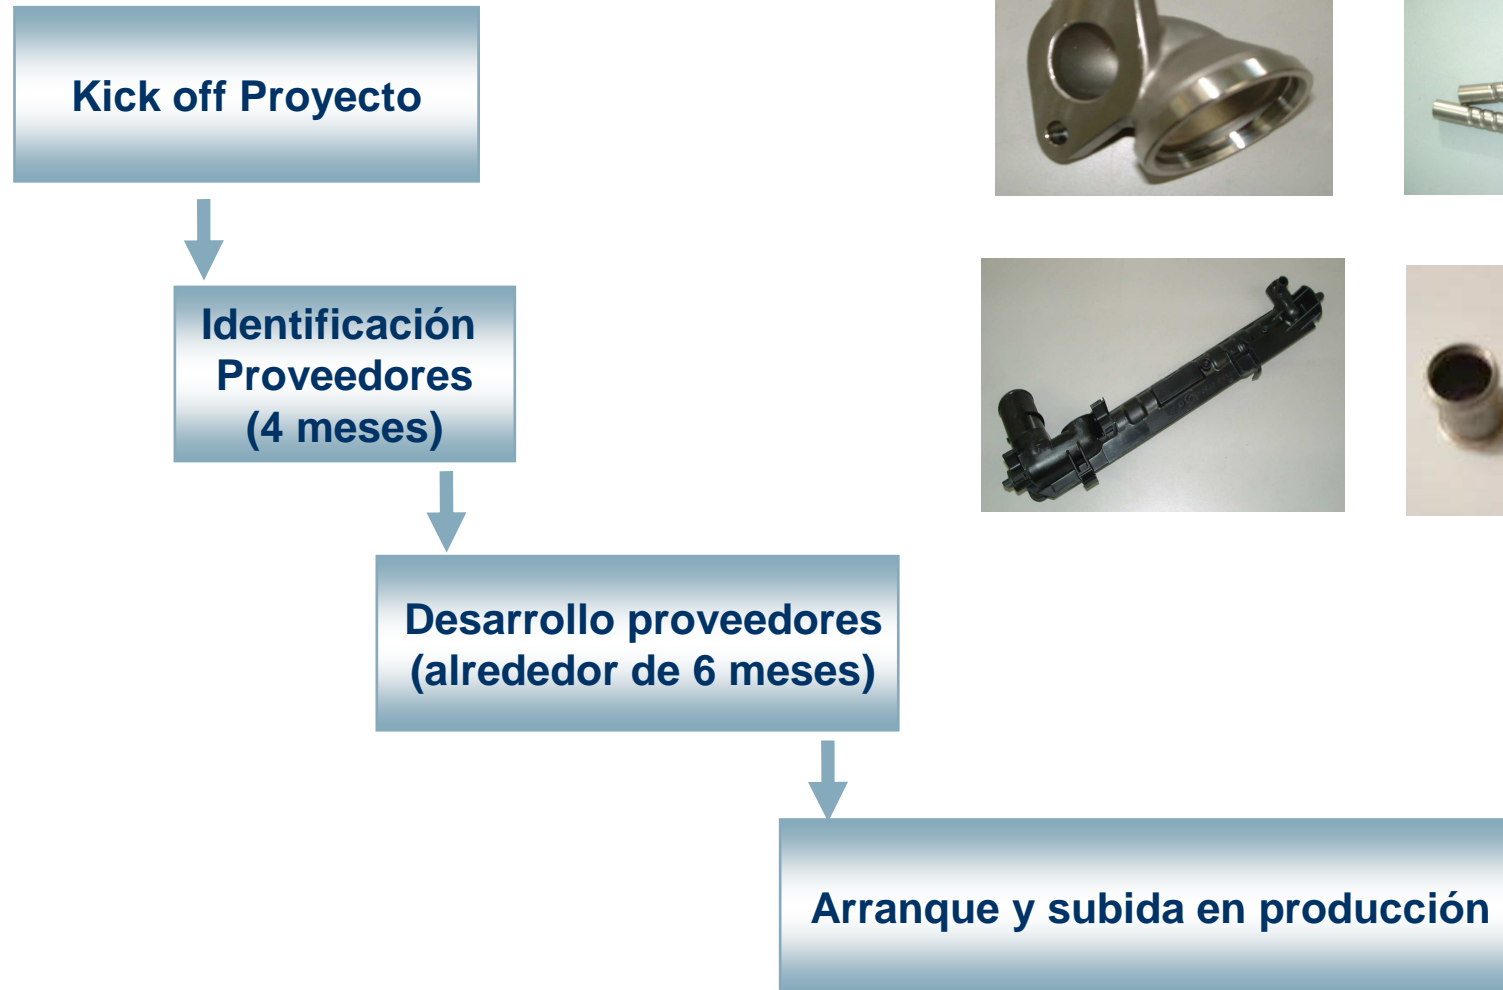 Kick off Proyecto
Identificación
Proveedores
(4 meses)
Desarrollo proveedores
(alrededor de 6 meses)
Arranque y subida en producción